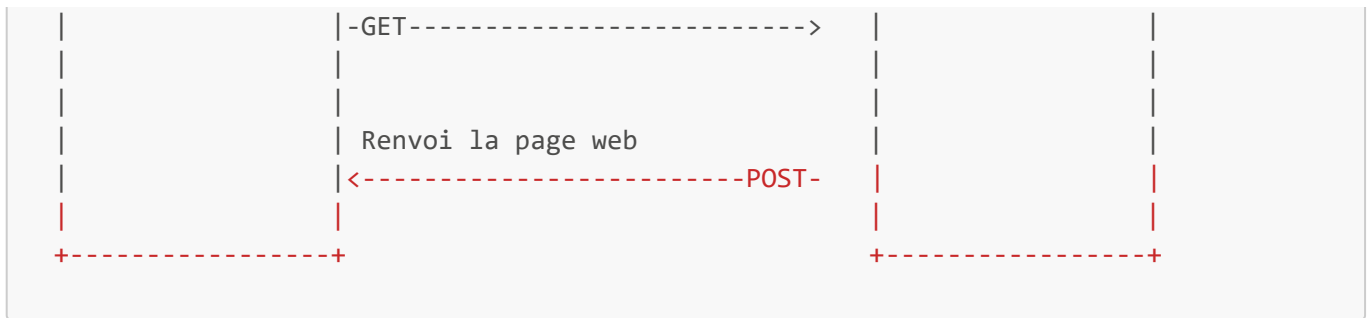 |                 |-GET-------------------------->   |                 |
|                 |                                  |                 |
|                 |                                  |                 |
|                 | Renvoi la page web               |                 |
|                 |<-------------------------POST-   |                 |
|                 |                                  |                 |
+-----------------+                                  +-----------------+